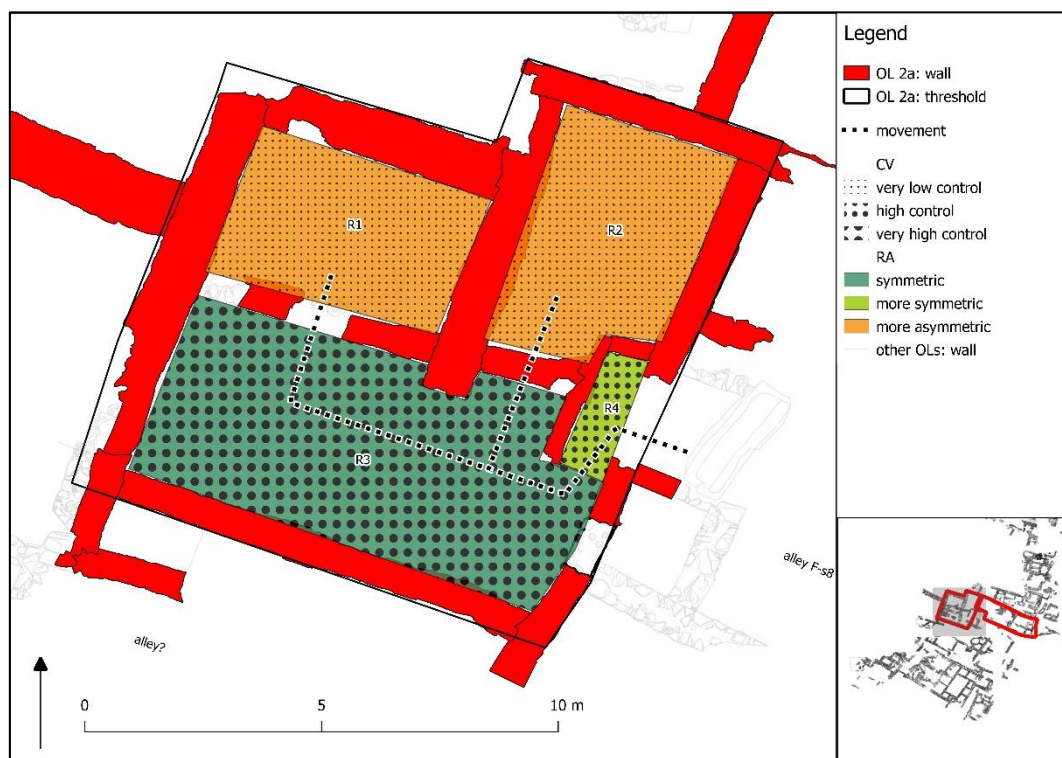 R1
R2
R4
R3
alley F-s8
alley?
0
5
10 m
Legend
OL 2a: wall
OL 2a: threshold
movement
CV
very low control
high control
very high control
RA
symmetric
more symmetric
more asymmetric
other OLs: wall